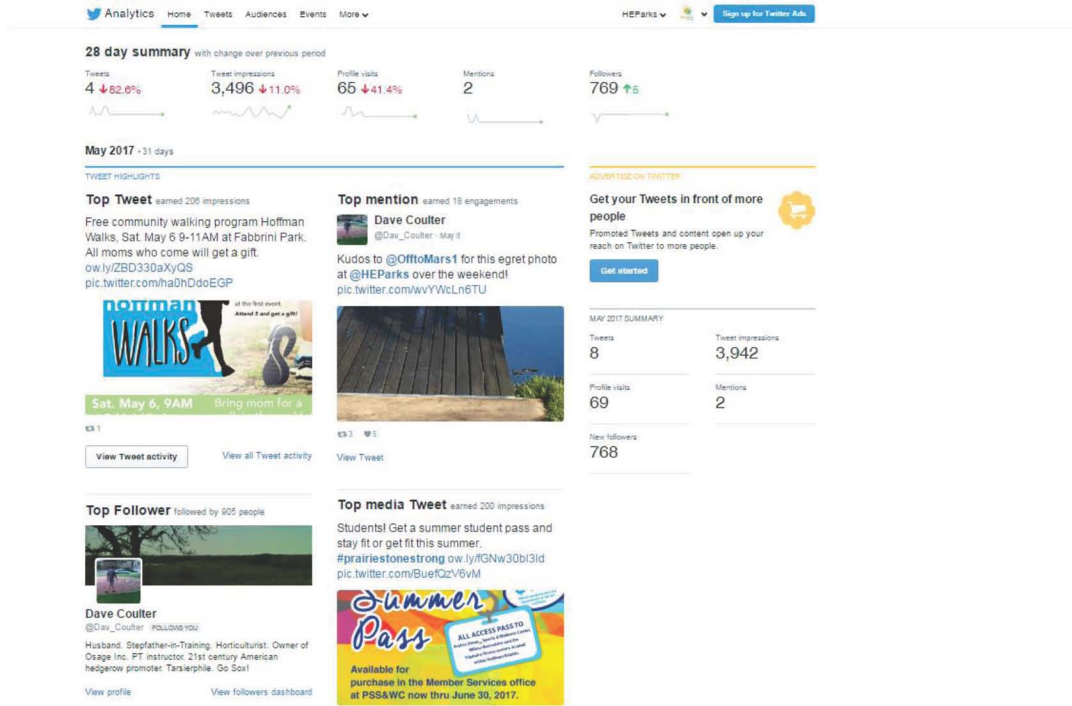 Analytics Home Tweets Audiences Events More HEParks Sign up for Twitter Ads
28 day summary with change over previous period
Tweets Tweet impressions Profile visits Mentions Followers
4 ↓82.6% 3,496 ↓11.0% 65 ↓41.4% 2 769 ↑5
May 2017 • 31 days
TWEET HIGHLIGHTS
Top Tweet earned 206 impressions
Free community walking program Hoffman
Walks, Sat. May 6 9-11AM at Fabbrini Park.
All moms who come will get a gift.
ow.ly/ZBD330aXyQS
pic.twitter.com/ha0hDdoEGP
hoffman
WALKS
at the first event.
Attend 5 and get a gift!
Sat. May 6, 9AM Bring mom for a
1
View Tweet activity View all Tweet activity
Top mention earned 18 engagements
Dave Coulter
@Dav_Coulter • May 8
Kudos to @OfftoMars1 for this egret photo
at @HEParks over the weekend!
pic.twitter.com/wvYWcLn6TU
3 5
View Tweet
Top Follower followed by 905 people
Dave Coulter
@Dav_Coulter FOLLOWS YOU
Husband. Stepfather-in-Training. Horticulturist. Owner of
Osage Inc. PT instructor. 21st century American
hedgerow promoter. Tarsierphile. Go Sox!
View profile View followers dashboard
Top media Tweet earned 200 impressions
Students! Get a summer student pass and
stay fit or get fit this summer.
#prairiestonestrong ow.ly/fGNw30bl3Id
pic.twitter.com/BuefQzV6vM
Summer
Pass
ALL ACCESS PASS TO
Available for
purchase in the Member Services office
at PSS&WC now thru June 30, 2017.
ADVERTISE ON TWITTER
Get your Tweets in front of more
people
Promoted Tweets and content open up your
reach on Twitter to more people.
Get started
MAY 2017 SUMMARY
Tweets Tweet impressions
8 3,942
Profile visits Mentions
69 2
New followers
768